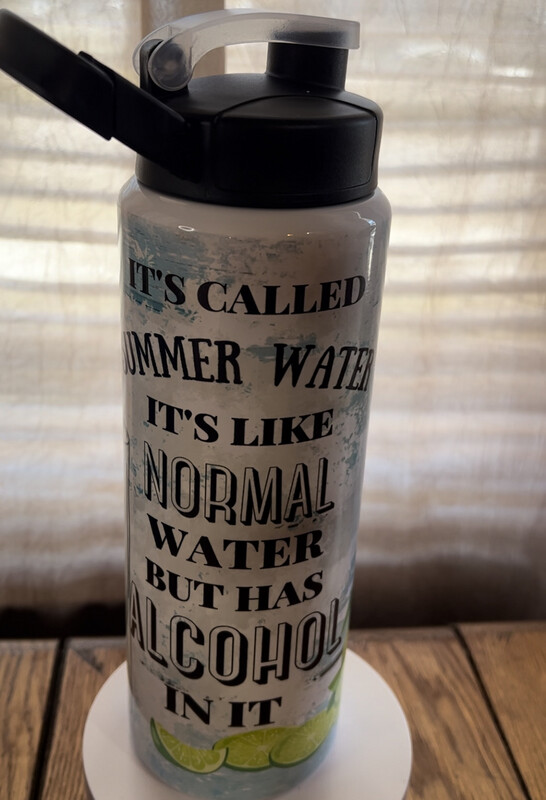 IT'S CALLED
SUMMER WATER
IT'S LIKE
NORMAL
WATER
BUT HAS
ALCOHOL
IN IT